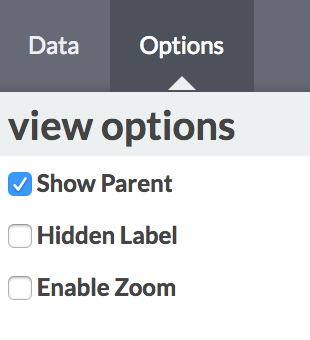 Data Options
view options
Show Parent
Hidden Label
Enable Zoom